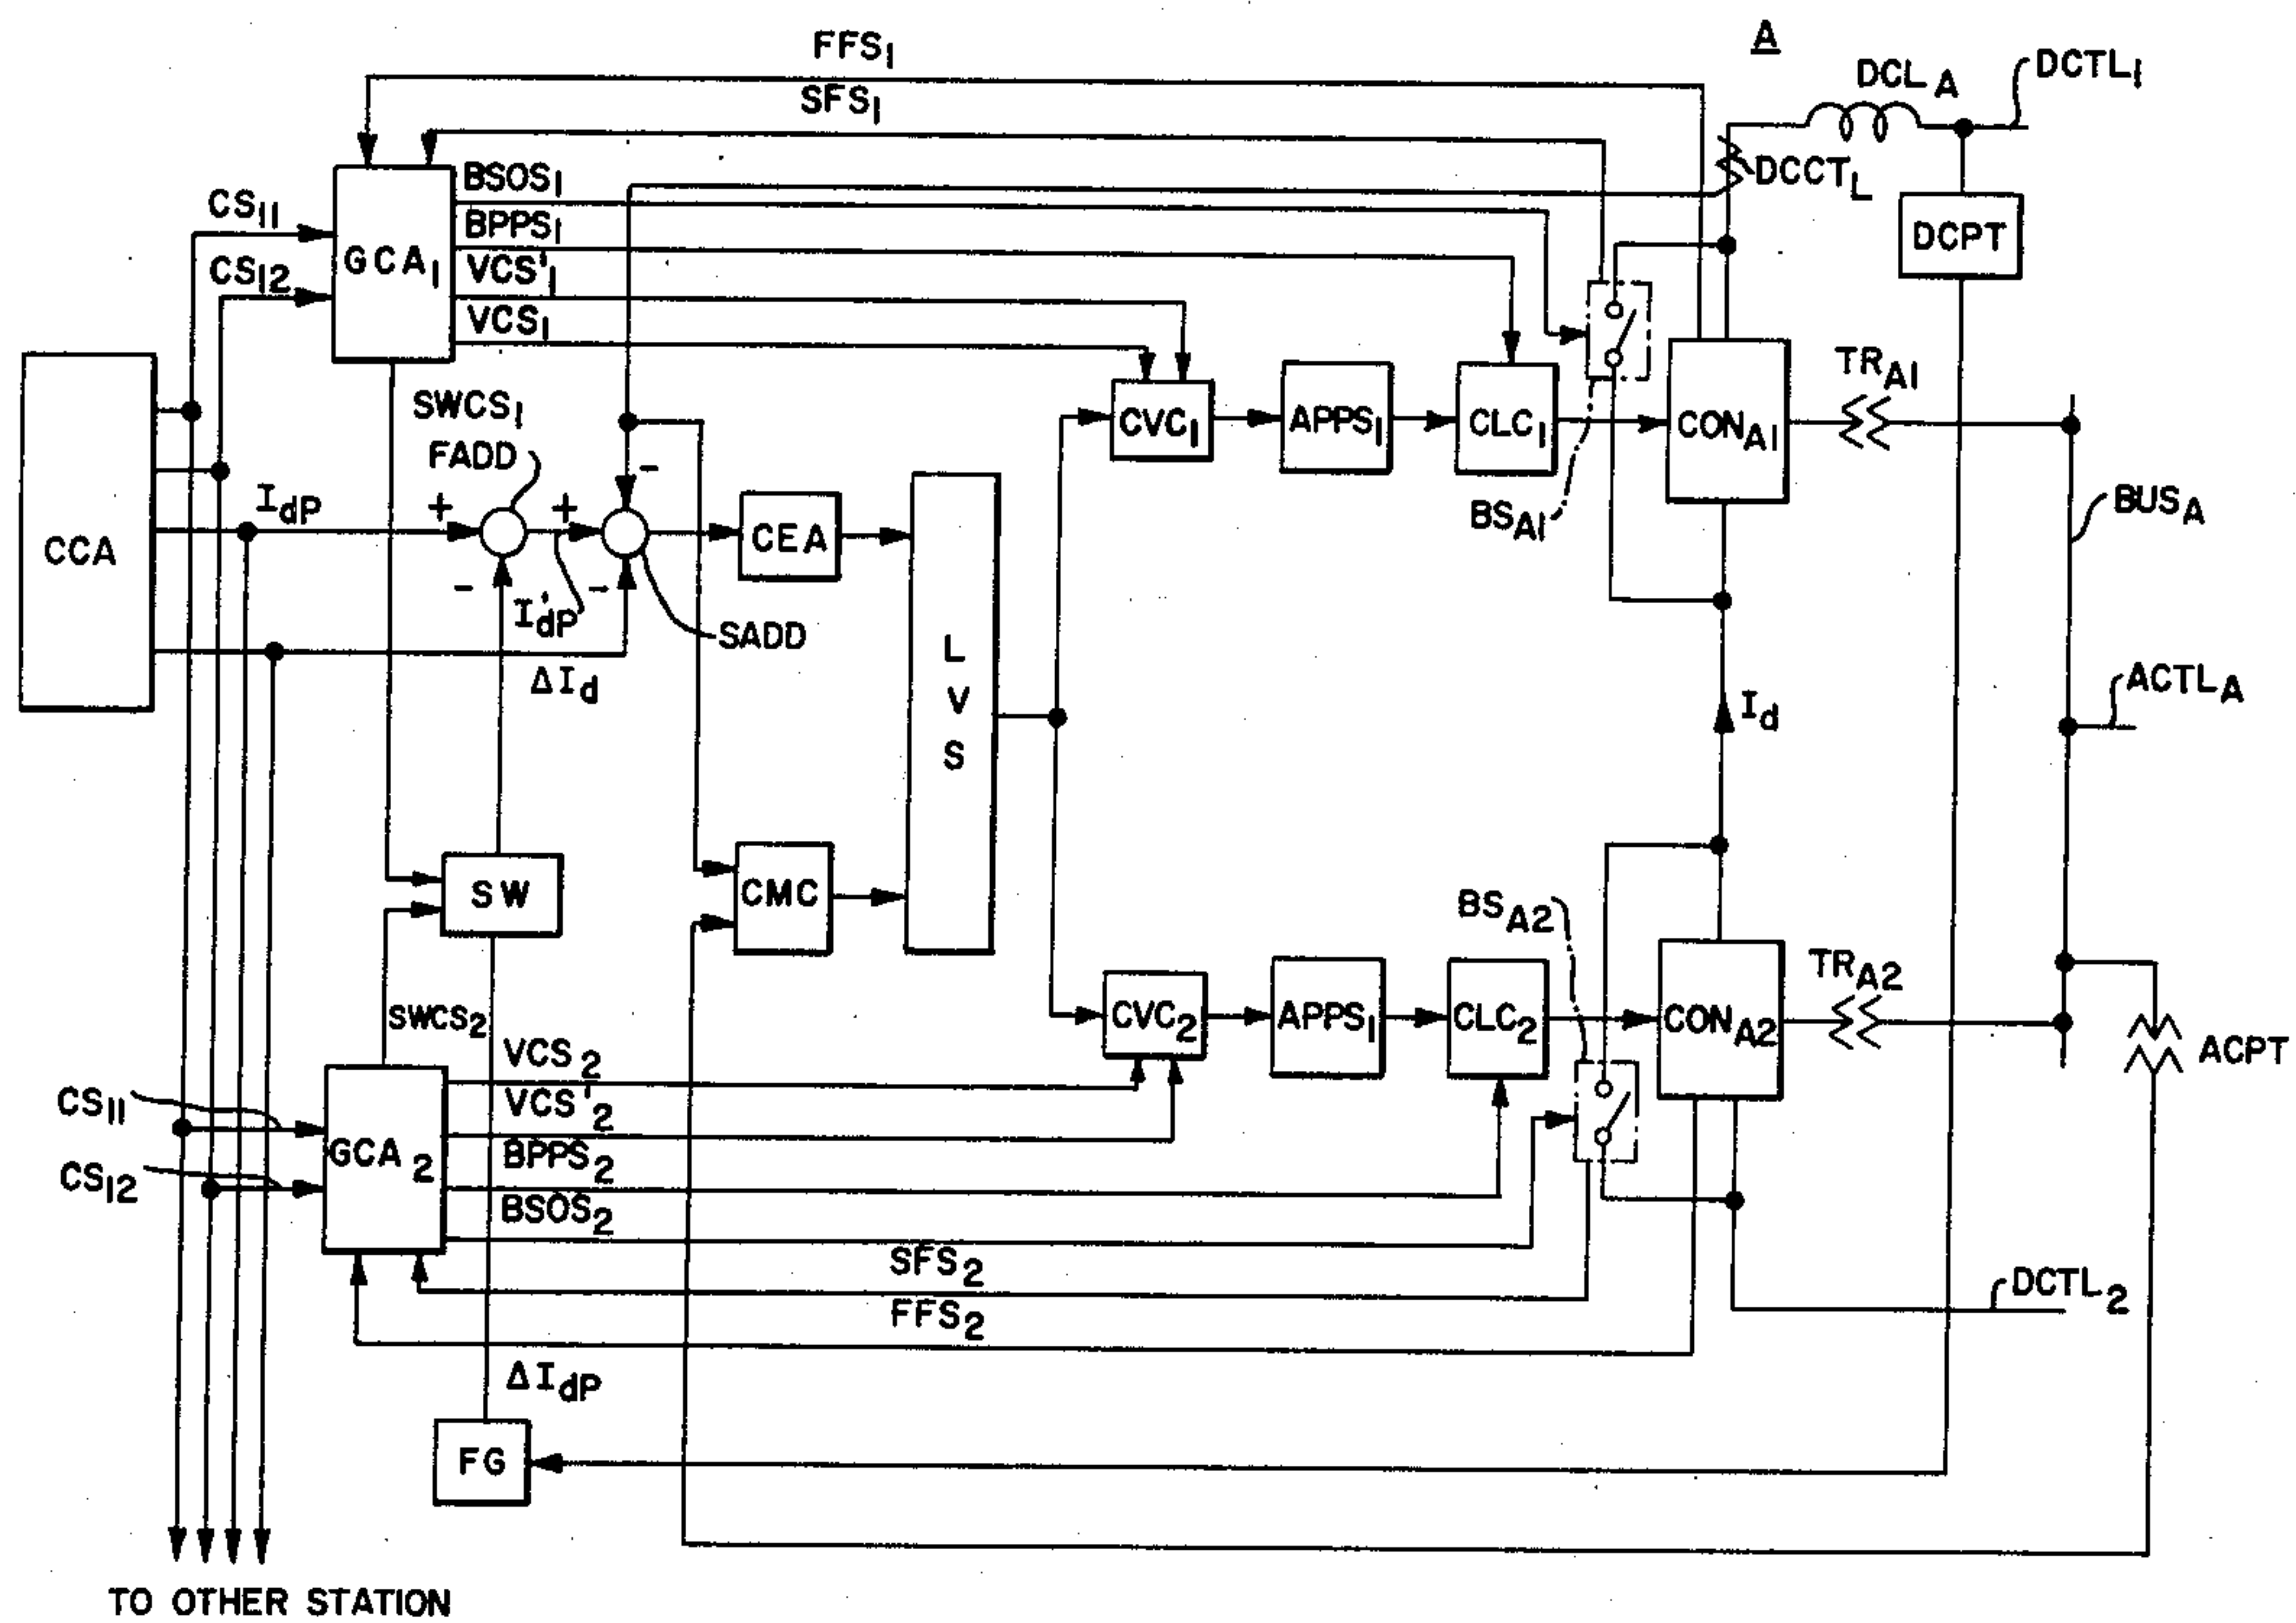 A
FFS1
DCLA
DCTL1
SFS1
DCCTL
BSOS1
CS11
BPPS1
DCPT
GCA1
VCS'1
CS12
VCS1
TRA1
SWCS1
CVC1
APPS1
CLC1
CONA1
FADD
-
IdP
+
+
BSA1
BUSA
CCA
CEA
-
I'dP
-
SADD
LVS
ΔId
ACTLA
Id
SW
CMC
BSA2
TRA2
SWCS2
CVC2
APPS1
CLC2
CONA2
VCS2
ACPT
CS11
VCS'2
GCA2
BPPS2
CS12
BSOS2
SFS2
DCTL2
FFS2
ΔIdP
FG
TO OTHER STATION